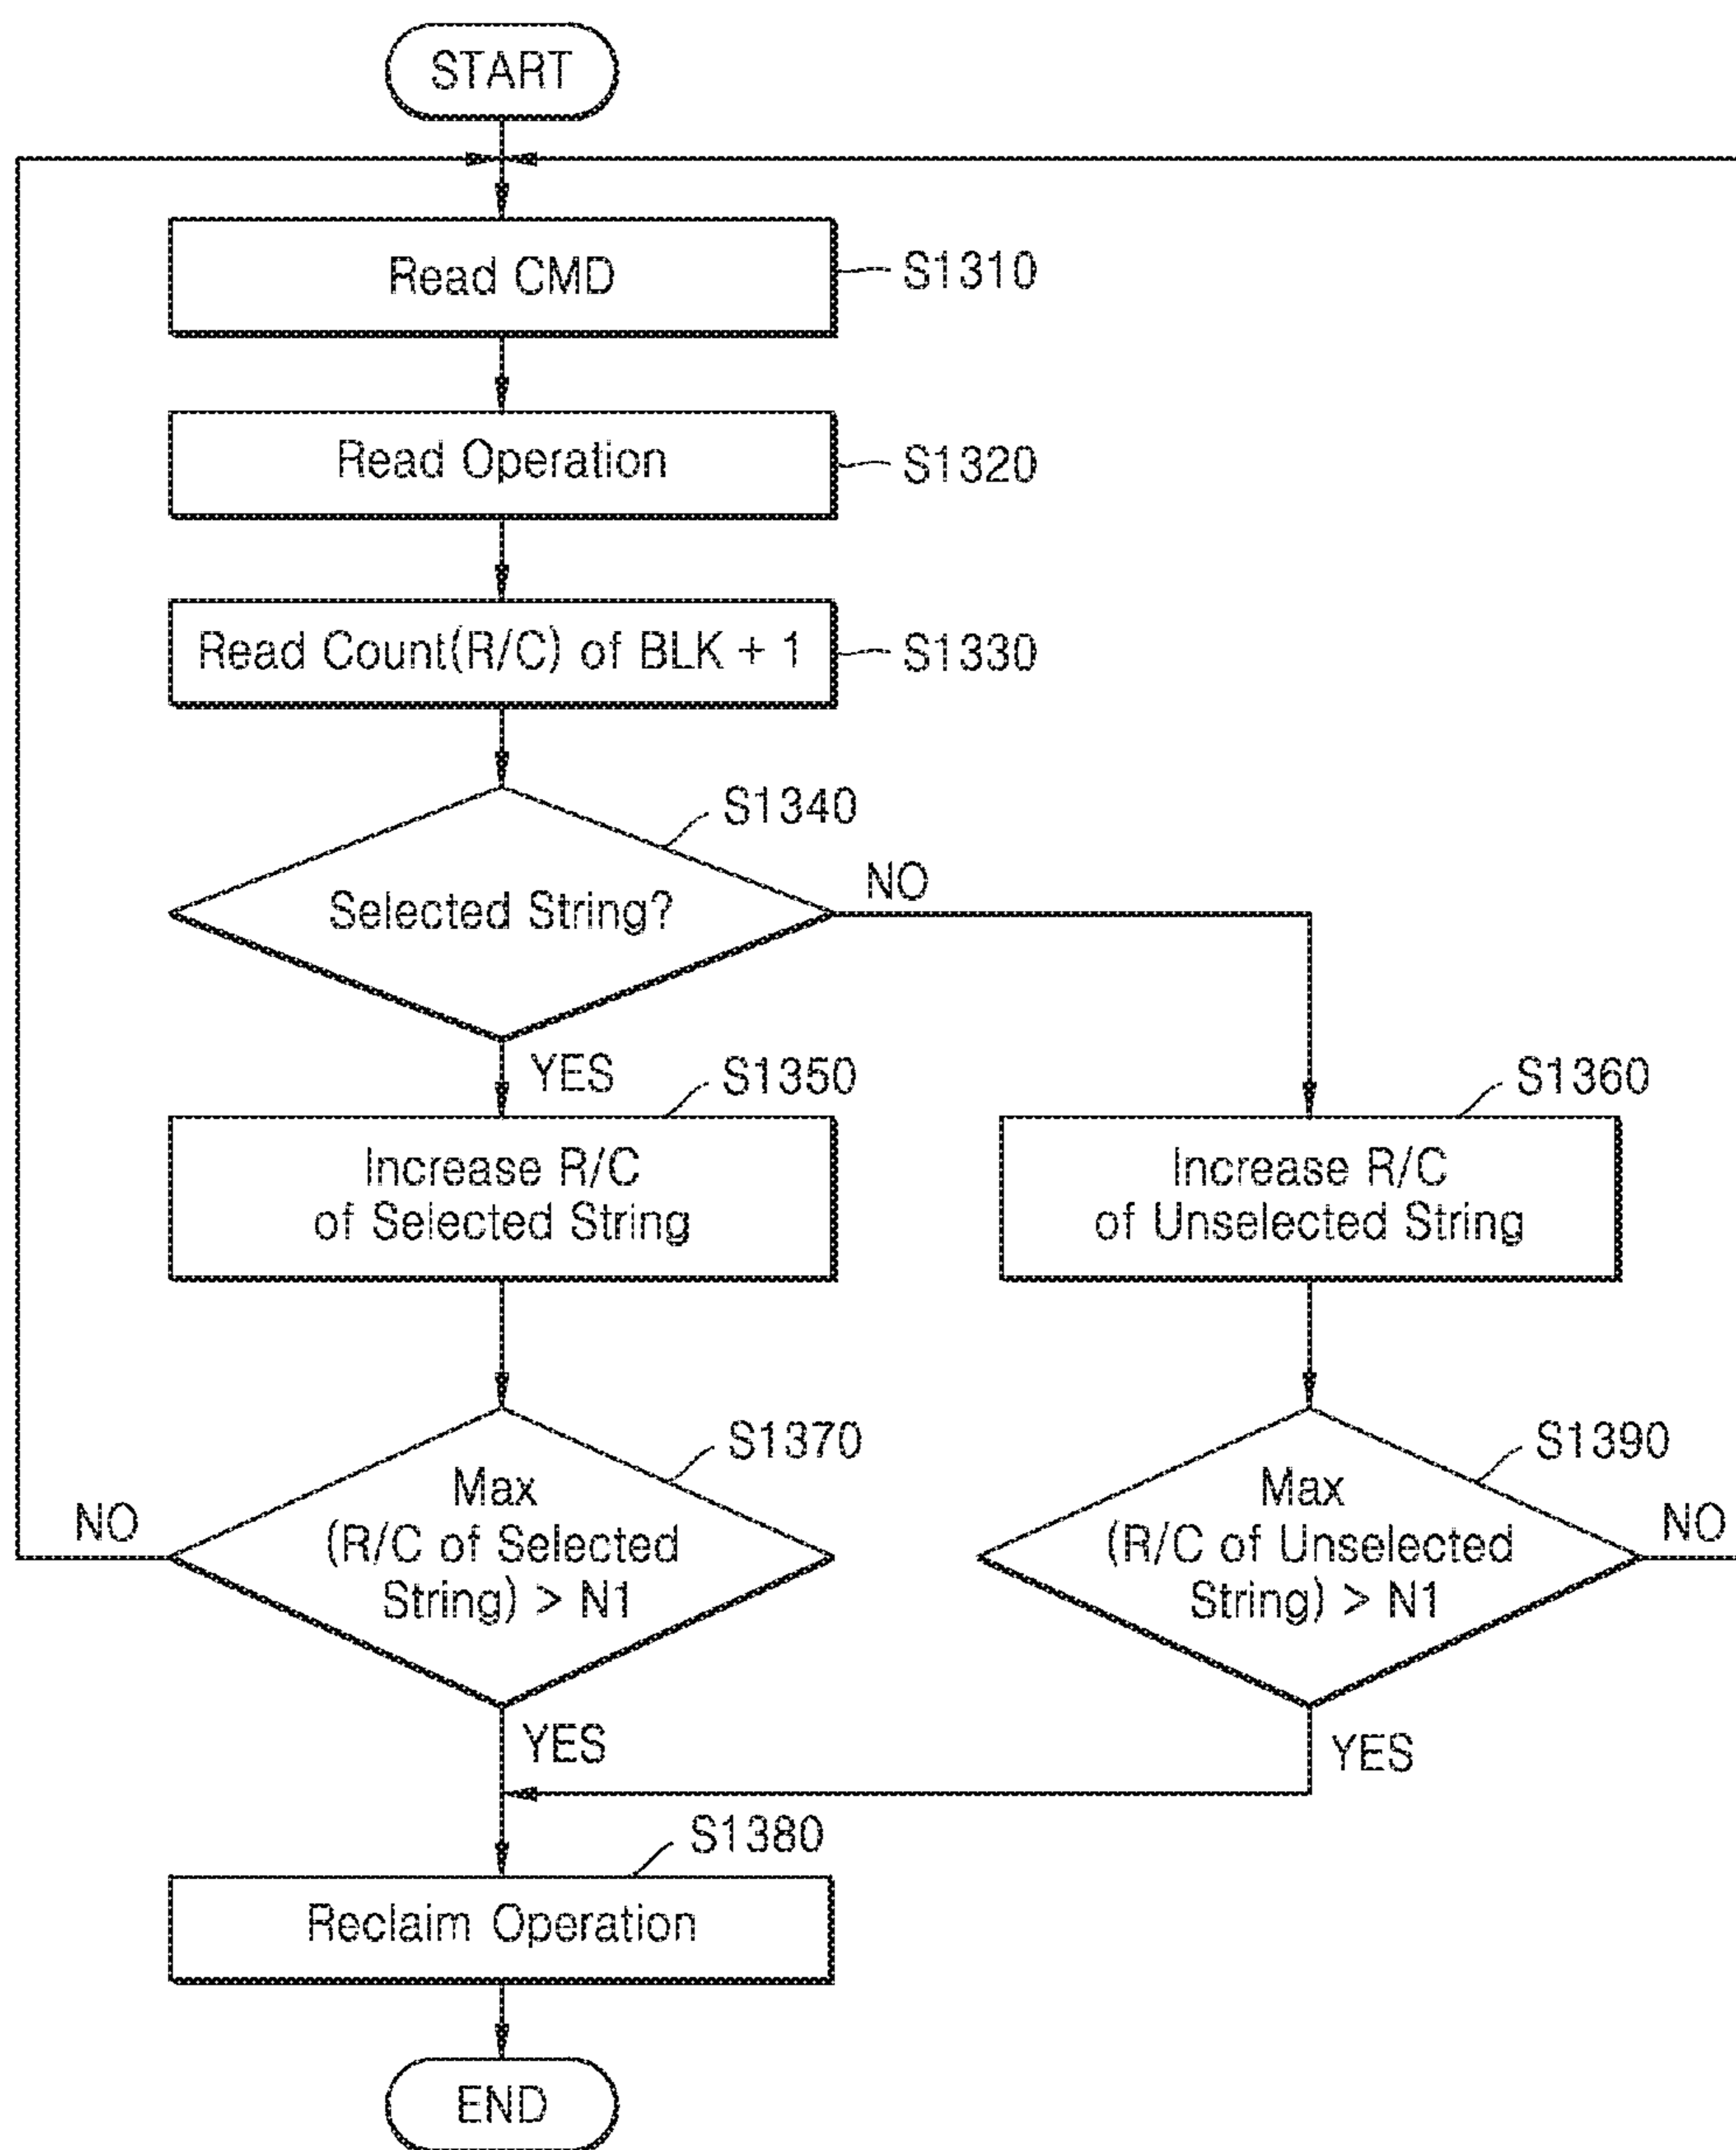 START
Read CMD
S1310
Read Operation
S1320
Read Count(R/C) of BLK + 1
S1330
S1340
Selected String?
NO
YES
S1350
S1360
Increase R/C
of Selected String
Increase R/C
of Unselected String
S1370
S1390
Max
(R/C of Selected
String) > N1
NO
Max
(R/C of Unselected
String) > N1
NO
YES
YES
S1380
Reclaim Operation
END